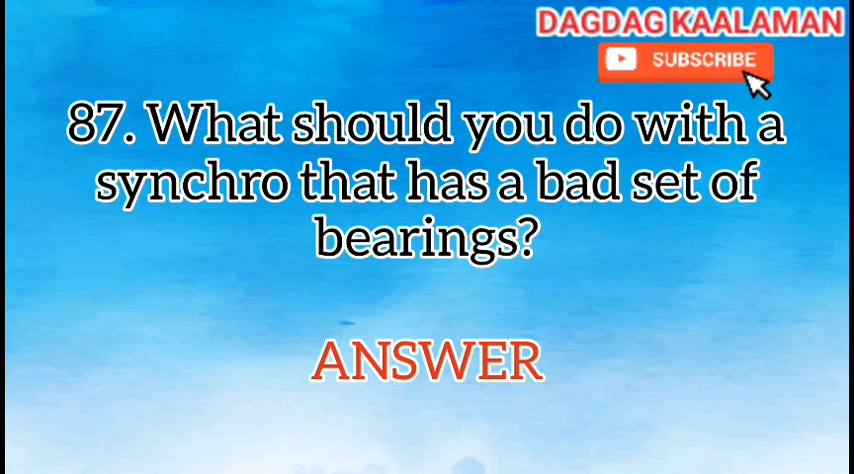 DAGDAG KAALAMAN
SUBSCRIBE
87. What should you do with a
synchro that has a bad set of
bearings?
ANSWER